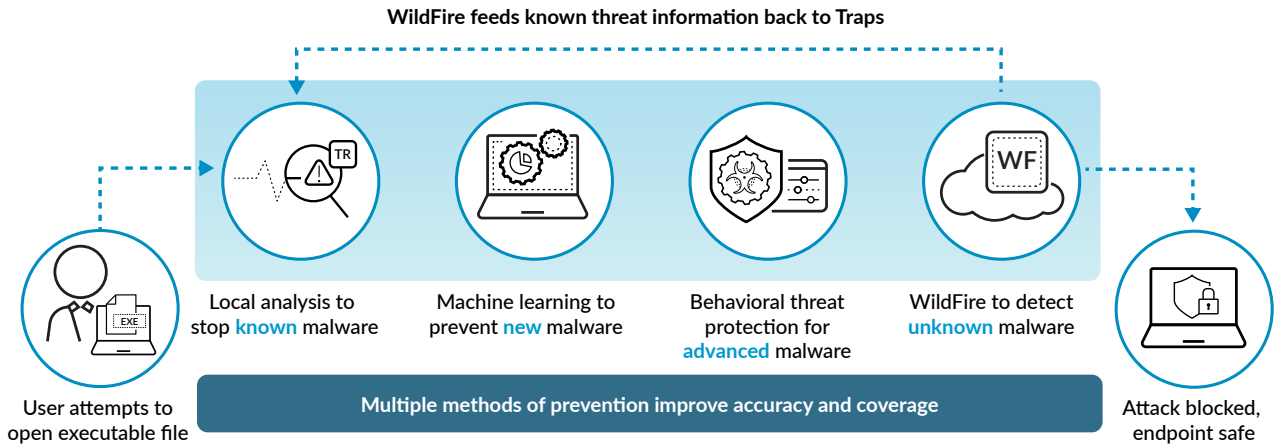 WildFire feeds known threat information back to Traps
TR
WF
EXE
Local analysis to
stop known malware
Machine learning to
prevent new malware
Behavioral threat
protection for
advanced malware
WildFire to detect
unknown malware
User attempts to
open executable file
Multiple methods of prevention improve accuracy and coverage
Attack blocked,
endpoint safe